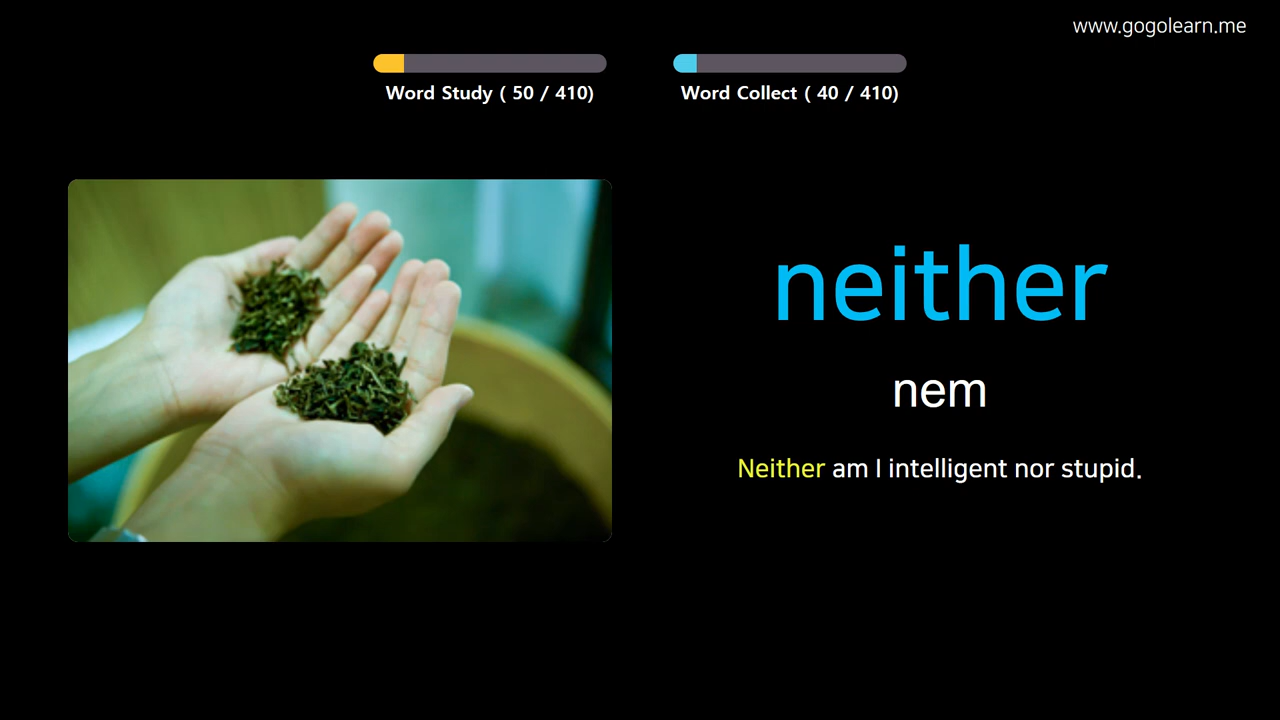 www.gogolearn.me
Word Study ( 50 / 410)
Word Collect ( 40 / 410)
neither
nem
Neither am I intelligent nor stupid.